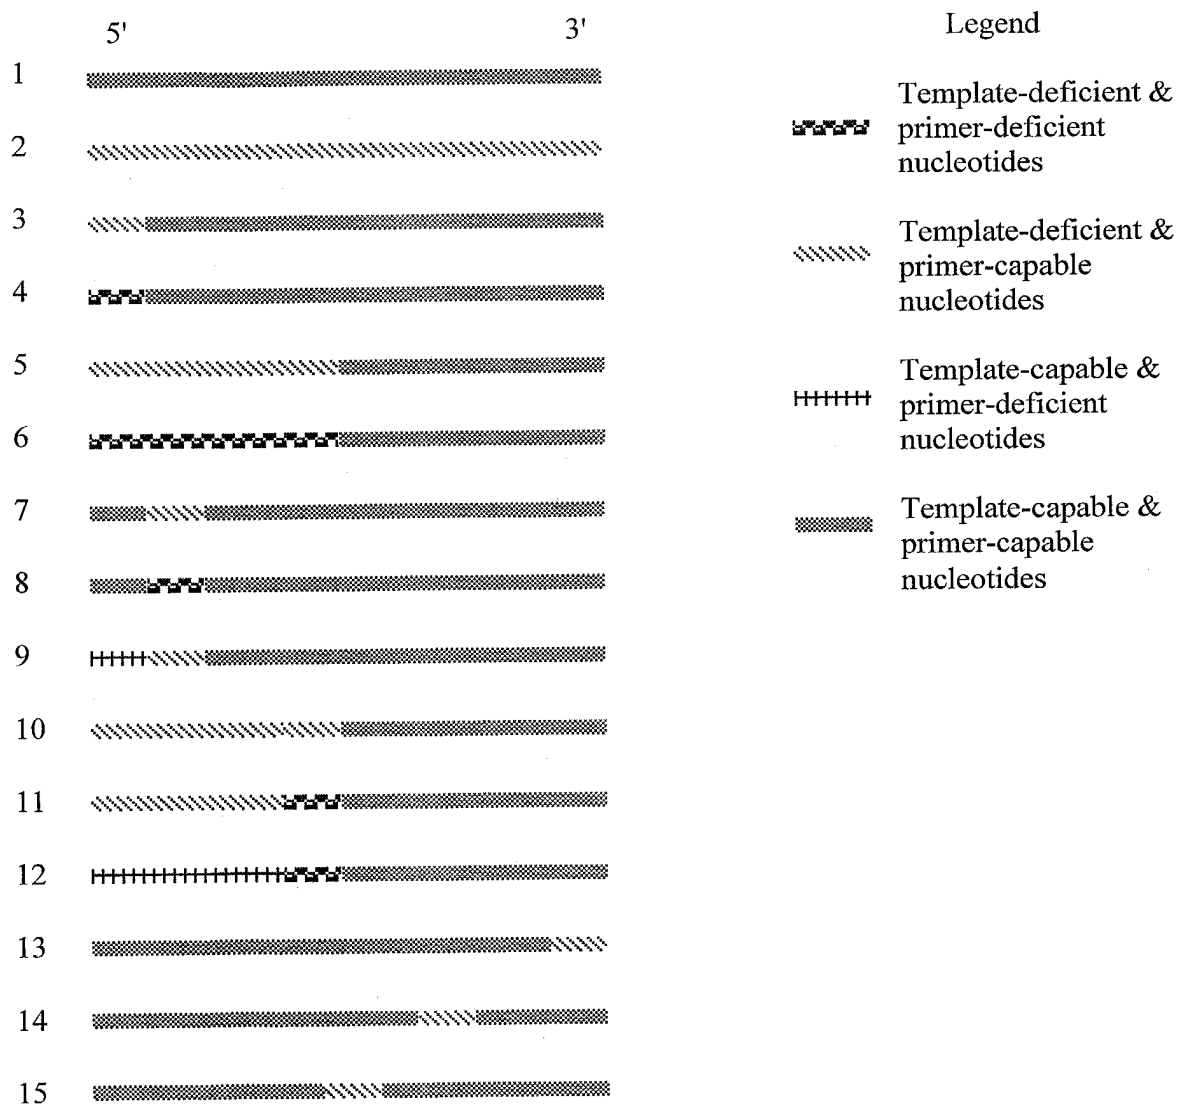 5'
3'
Legend
1
2
3
4
5
6
7
8
9
10
11
12
13
14
15
Template-deficient &
primer-deficient
nucleotides
Template-deficient &
primer-capable
nucleotides
Template-capable &
primer-deficient
nucleotides
Template-capable &
primer-capable
nucleotides